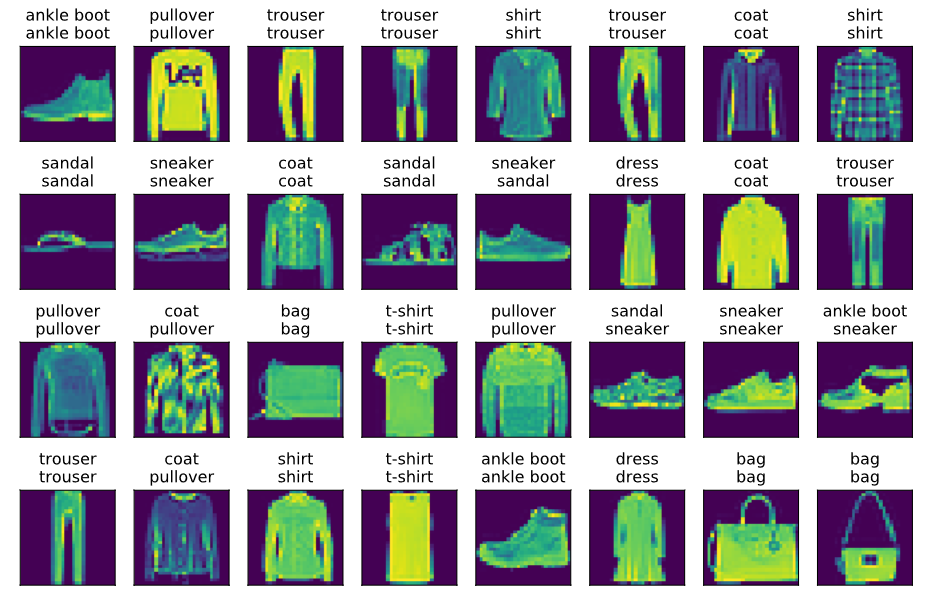 ankle boot pullover trouser trouser shirt trouser coat shirt
ankle boot pullover trouser trouser shirt trouser coat shirt
Lee
sandal sneaker coat sandal sneaker dress coat trouser
sandal sneaker coat sandal sandal dress coat trouser
pullover coat bag t-shirt pullover sandal sneaker ankle boot
pullover pullover bag t-shirt pullover sneaker sneaker sneaker
trouser coat shirt t-shirt ankle boot dress bag bag
trouser pullover shirt t-shirt ankle boot dress bag bag